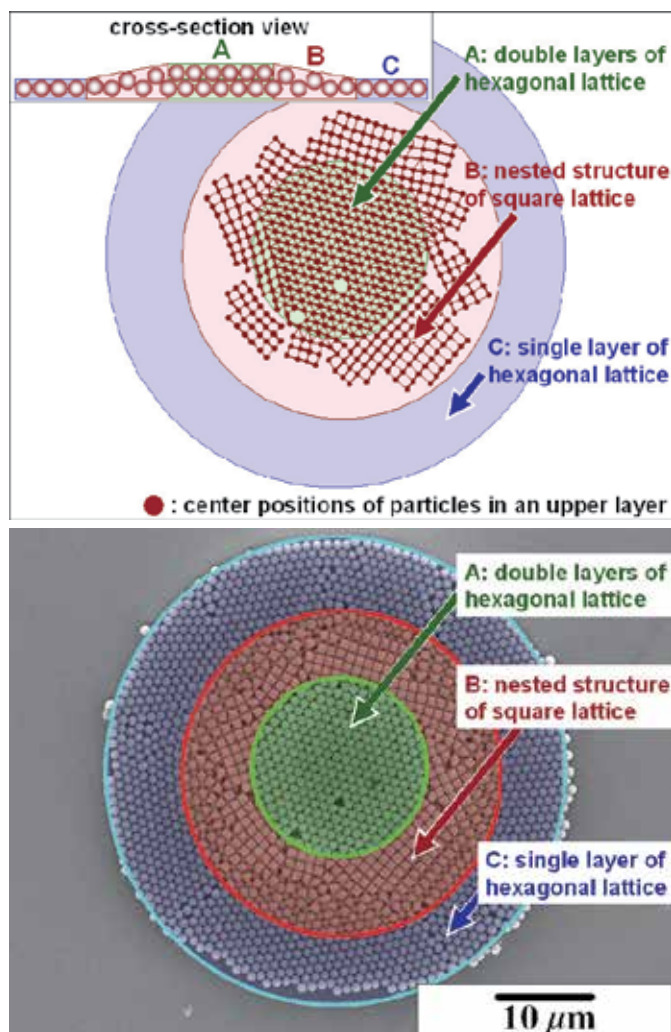 cross-section view
A
B
C
A: double layers of
hexagonal lattice
B: nested structure
of square lattice
C: single layer of
hexagonal lattice
: center positions of particles in an upper layer
A: double layers of
hexagonal lattice
B: nested structure
of square lattice
C: single layer of
hexagonal lattice
10 μm